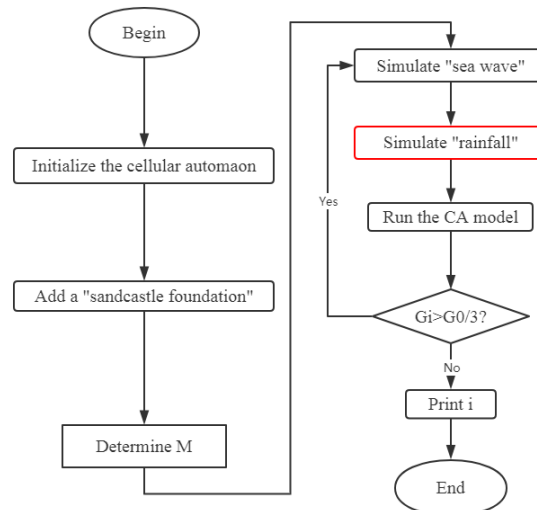 Begin
Initialize the cellular automaon
Add a "sandcastle foundation"
Determine M
Simulate "sea wave"
Simulate "rainfall"
Yes
Run the CA model
Gi>G0/3?
No
Print i
End